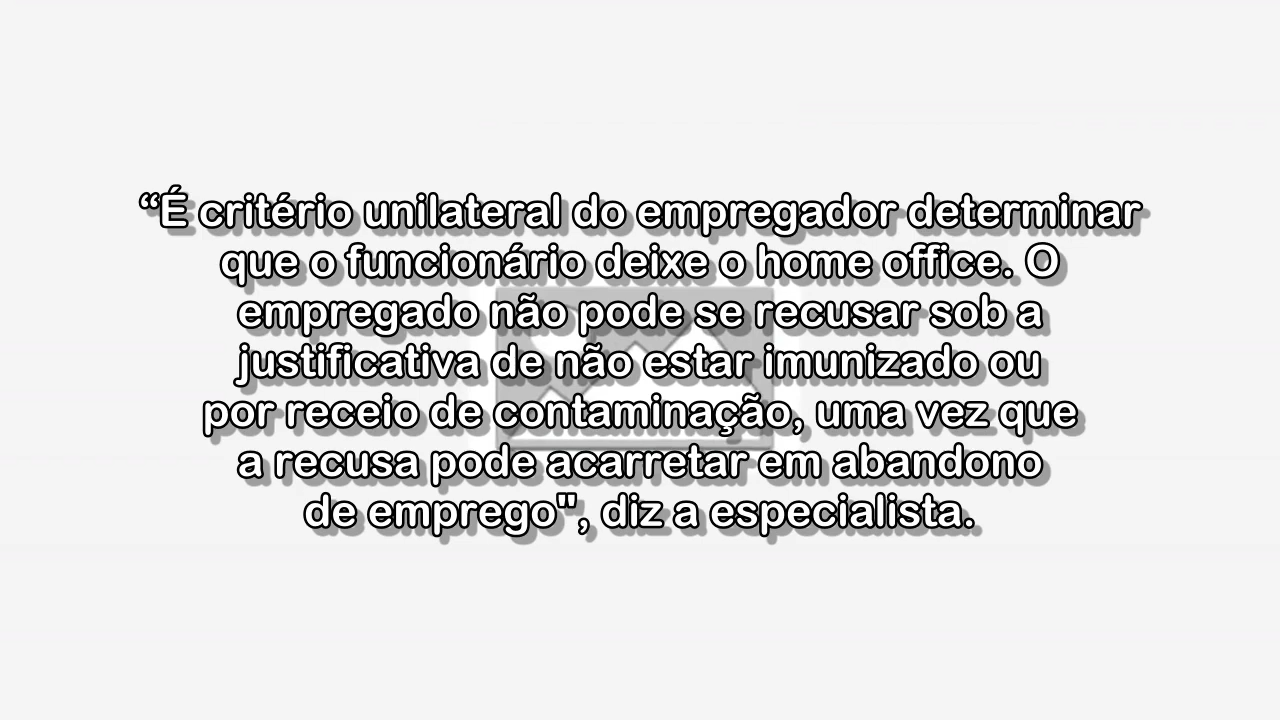 “É critério unilateral do empregador determinar
que o funcionário deixe o home office. O
empregado não pode se recusar sob a
justificativa de não estar imunizado ou
por receio de contaminação, uma vez que
a recusa pode acarretar em abandono
de emprego", diz a especialista.